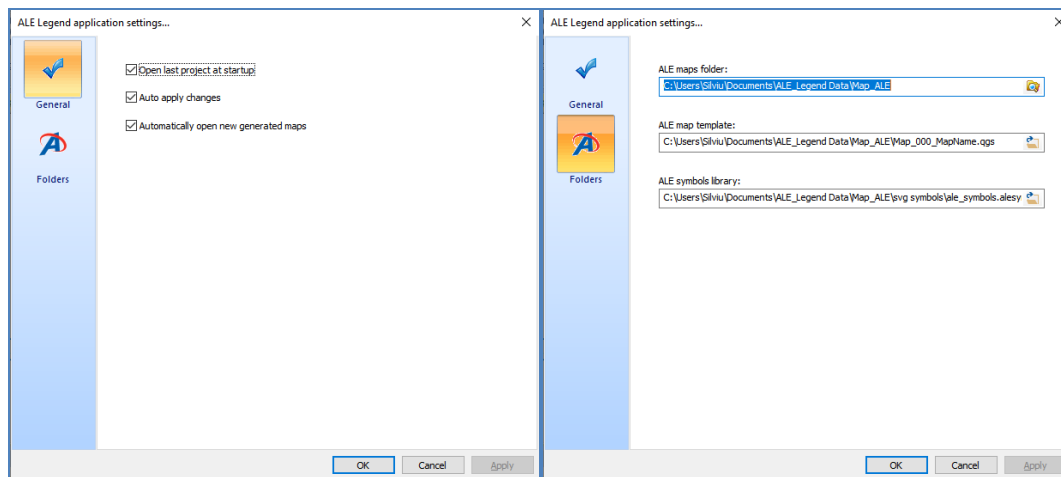 ALE Legend application settings...
General
Folders
Open last project at startup
Auto apply changes
Automatically open new generated maps
OK Cancel Apply
ALE Legend application settings...
General
Folders
ALE maps folder:
C:\Users\Silviu\Documents\ALE_Legend Data\Map_ALE
ALE map template:
C:\Users\Silviu\Documents\ALE_Legend Data\Map_ALE\Map_000_MapName.qgs
ALE symbols library:
C:\Users\Silviu\Documents\ALE_Legend Data\Map_ALE\svg symbols\ale_symbols.alesy
OK Cancel Apply